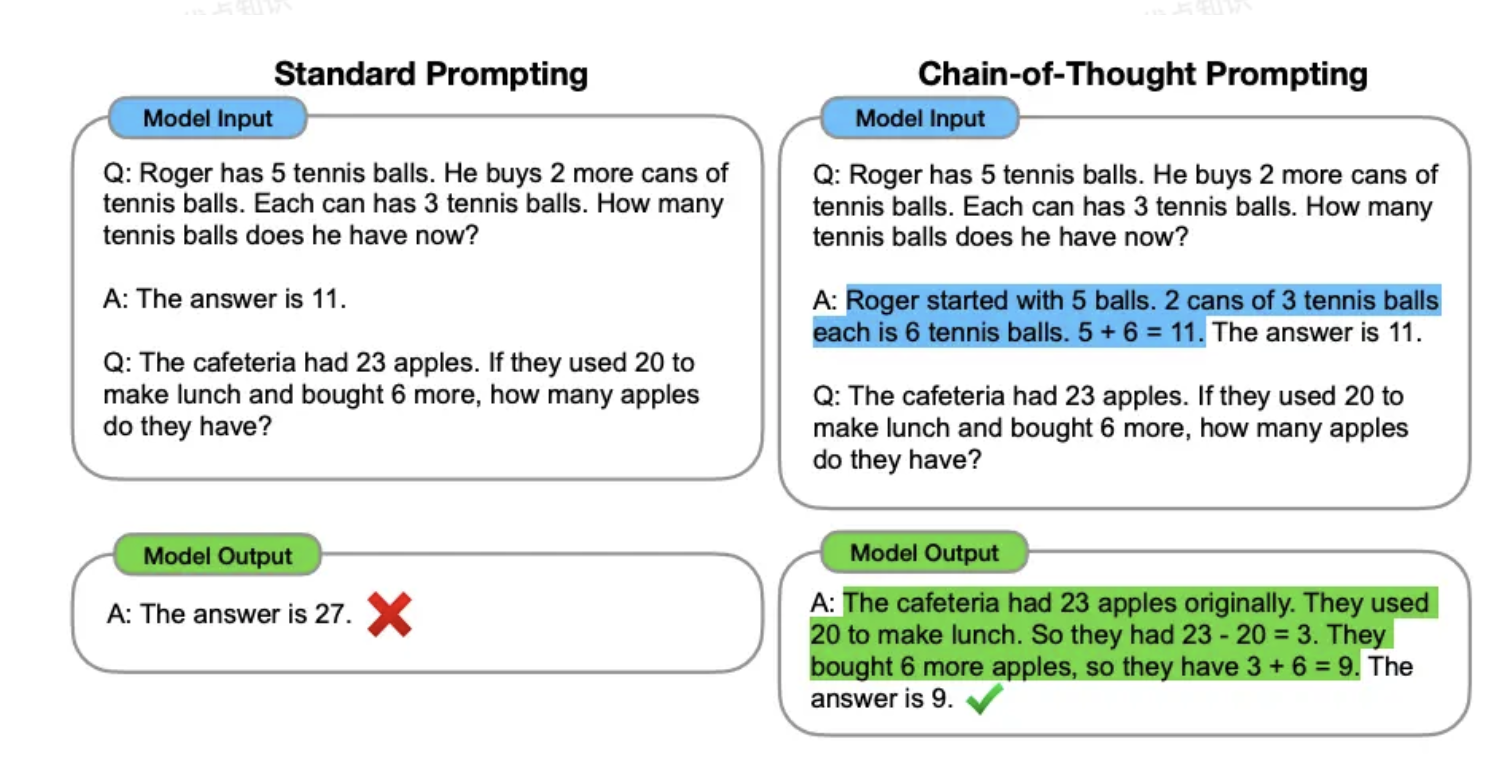 Standard Prompting
Model Input
Q: Roger has 5 tennis balls. He buys 2 more cans of
tennis balls. Each can has 3 tennis balls. How many
tennis balls does he have now?
A: The answer is 11.
Q: The cafeteria had 23 apples. If they used 20 to
make lunch and bought 6 more, how many apples
do they have?
Model Output
A: The answer is 27.
Chain-of-Thought Prompting
Model Input
Q: Roger has 5 tennis balls. He buys 2 more cans of
tennis balls. Each can has 3 tennis balls. How many
tennis balls does he have now?
A: Roger started with 5 balls. 2 cans of 3 tennis balls
each is 6 tennis balls. 5 + 6 = 11. The answer is 11.
Q: The cafeteria had 23 apples. If they used 20 to
make lunch and bought 6 more, how many apples
do they have?
Model Output
A: The cafeteria had 23 apples originally. They used
20 to make lunch. So they had 23 - 20 = 3. They
bought 6 more apples, so they have 3 + 6 = 9. The
answer is 9.